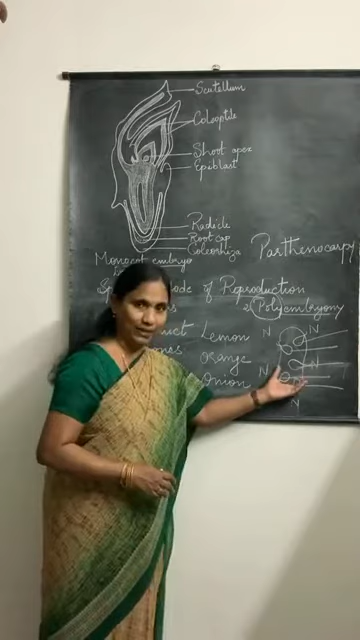 Scutellum
Coleoptile
Shoot apex
Epiblast
Radicle
Root cap
Coleorhiza
Monocot embryo
Parthenocarpy
Mode of Reproduction
Polyembryony
Lemon
Orange
Onion
N
N
N
N
N